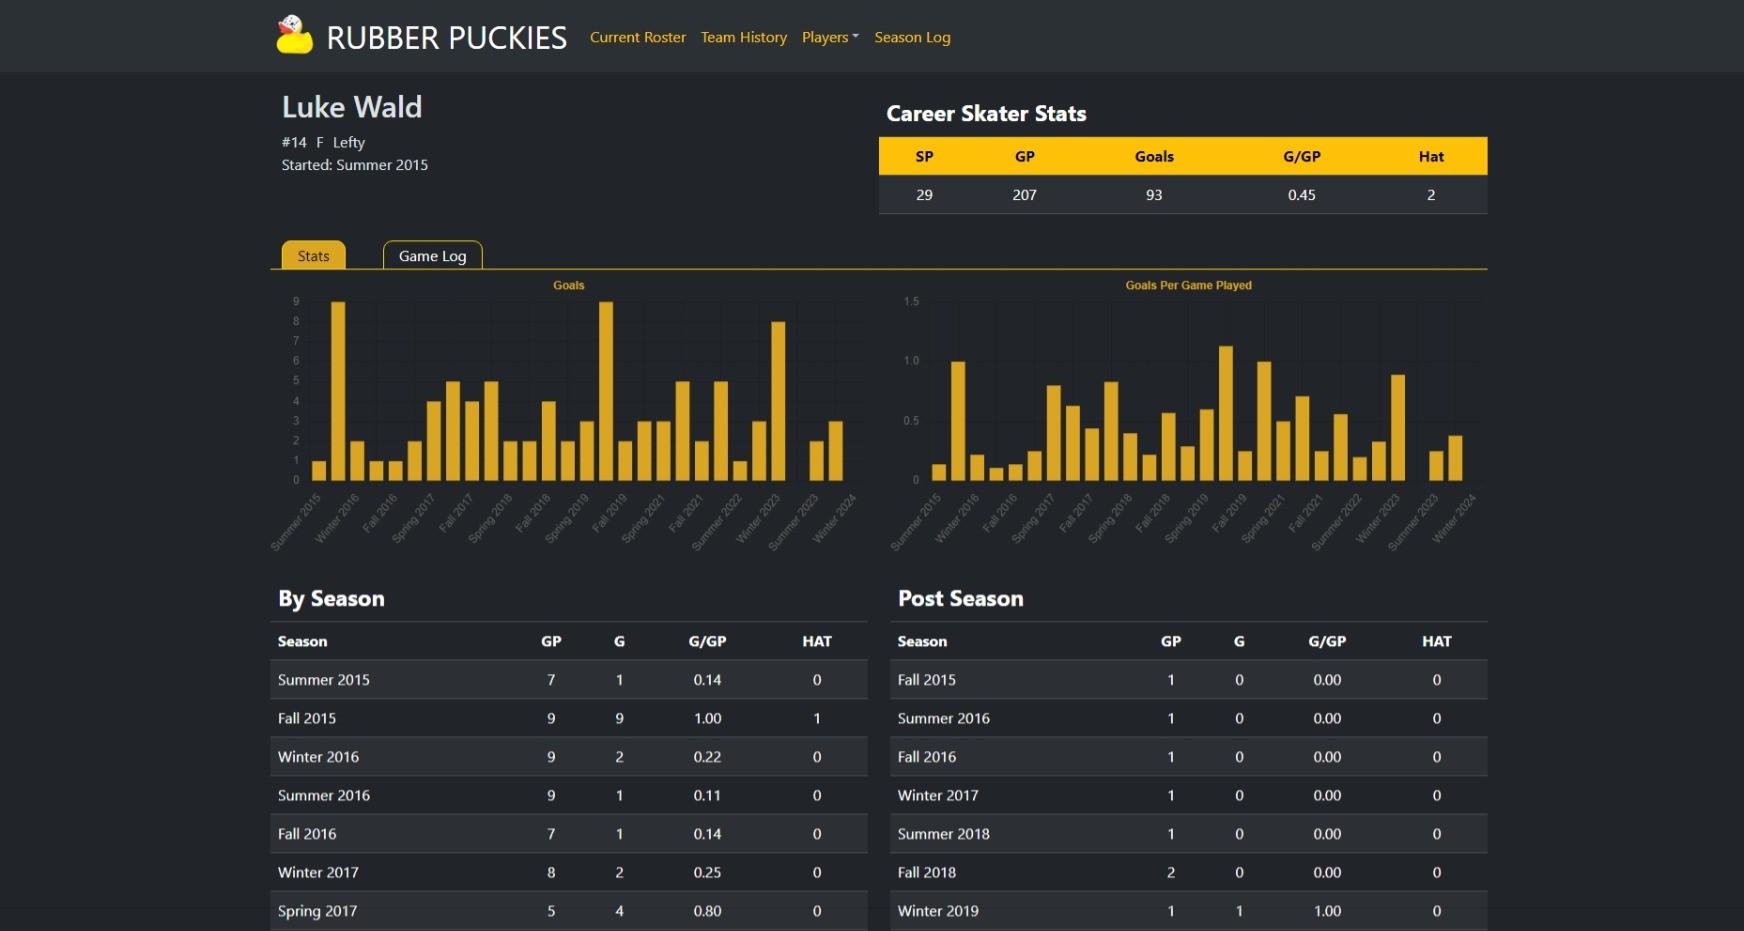 RUBBER PUCKIES
Current Roster Team History Players Season Log
Luke Wald
#14 F Lefty
Started: Summer 2015
Career Skater Stats
SP GP Goals G/GP Hat
29 207 93 0.45 2
Stats Game Log
Goals
9
8
7
6
5
4
3
2
1
0
Summer 2015 Winter 2016 Fall 2016 Spring 2017 Fall 2017 Spring 2018 Fall 2018 Spring 2019 Fall 2019 Spring 2021 Fall 2021 Summer 2022 Winter 2023 Summer 2023 Winter 2024
Goals Per Game Played
1.5
1.0
0.5
0
Summer 2015 Winter 2016 Fall 2016 Spring 2017 Fall 2017 Spring 2018 Fall 2018 Spring 2019 Fall 2019 Spring 2021 Fall 2021 Summer 2022 Winter 2023 Summer 2023 Winter 2024
By Season
Season GP G G/GP HAT
Summer 2015 7 1 0.14 0
Fall 2015 9 9 1.00 1
Winter 2016 9 2 0.22 0
Summer 2016 9 1 0.11 0
Fall 2016 7 1 0.14 0
Winter 2017 8 2 0.25 0
Spring 2017 5 4 0.80 0
Post Season
Season GP G G/GP HAT
Fall 2015 1 0 0.00 0
Summer 2016 1 0 0.00 0
Fall 2016 1 0 0.00 0
Winter 2017 1 0 0.00 0
Summer 2018 1 0 0.00 0
Fall 2018 2 0 0.00 0
Winter 2019 1 1 1.00 0